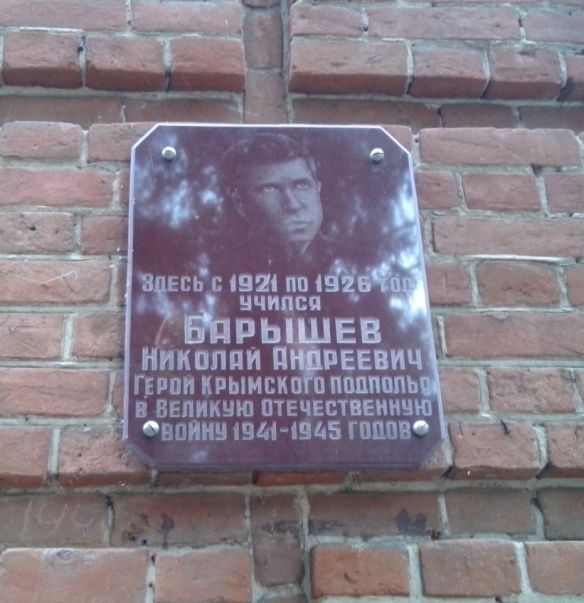 Здесь с 1921 по 1926 год
учился
Барышев
Николай Андреевич
Герой Крымского подполья
в Великую Отечественную
войну 1941-1945 годов